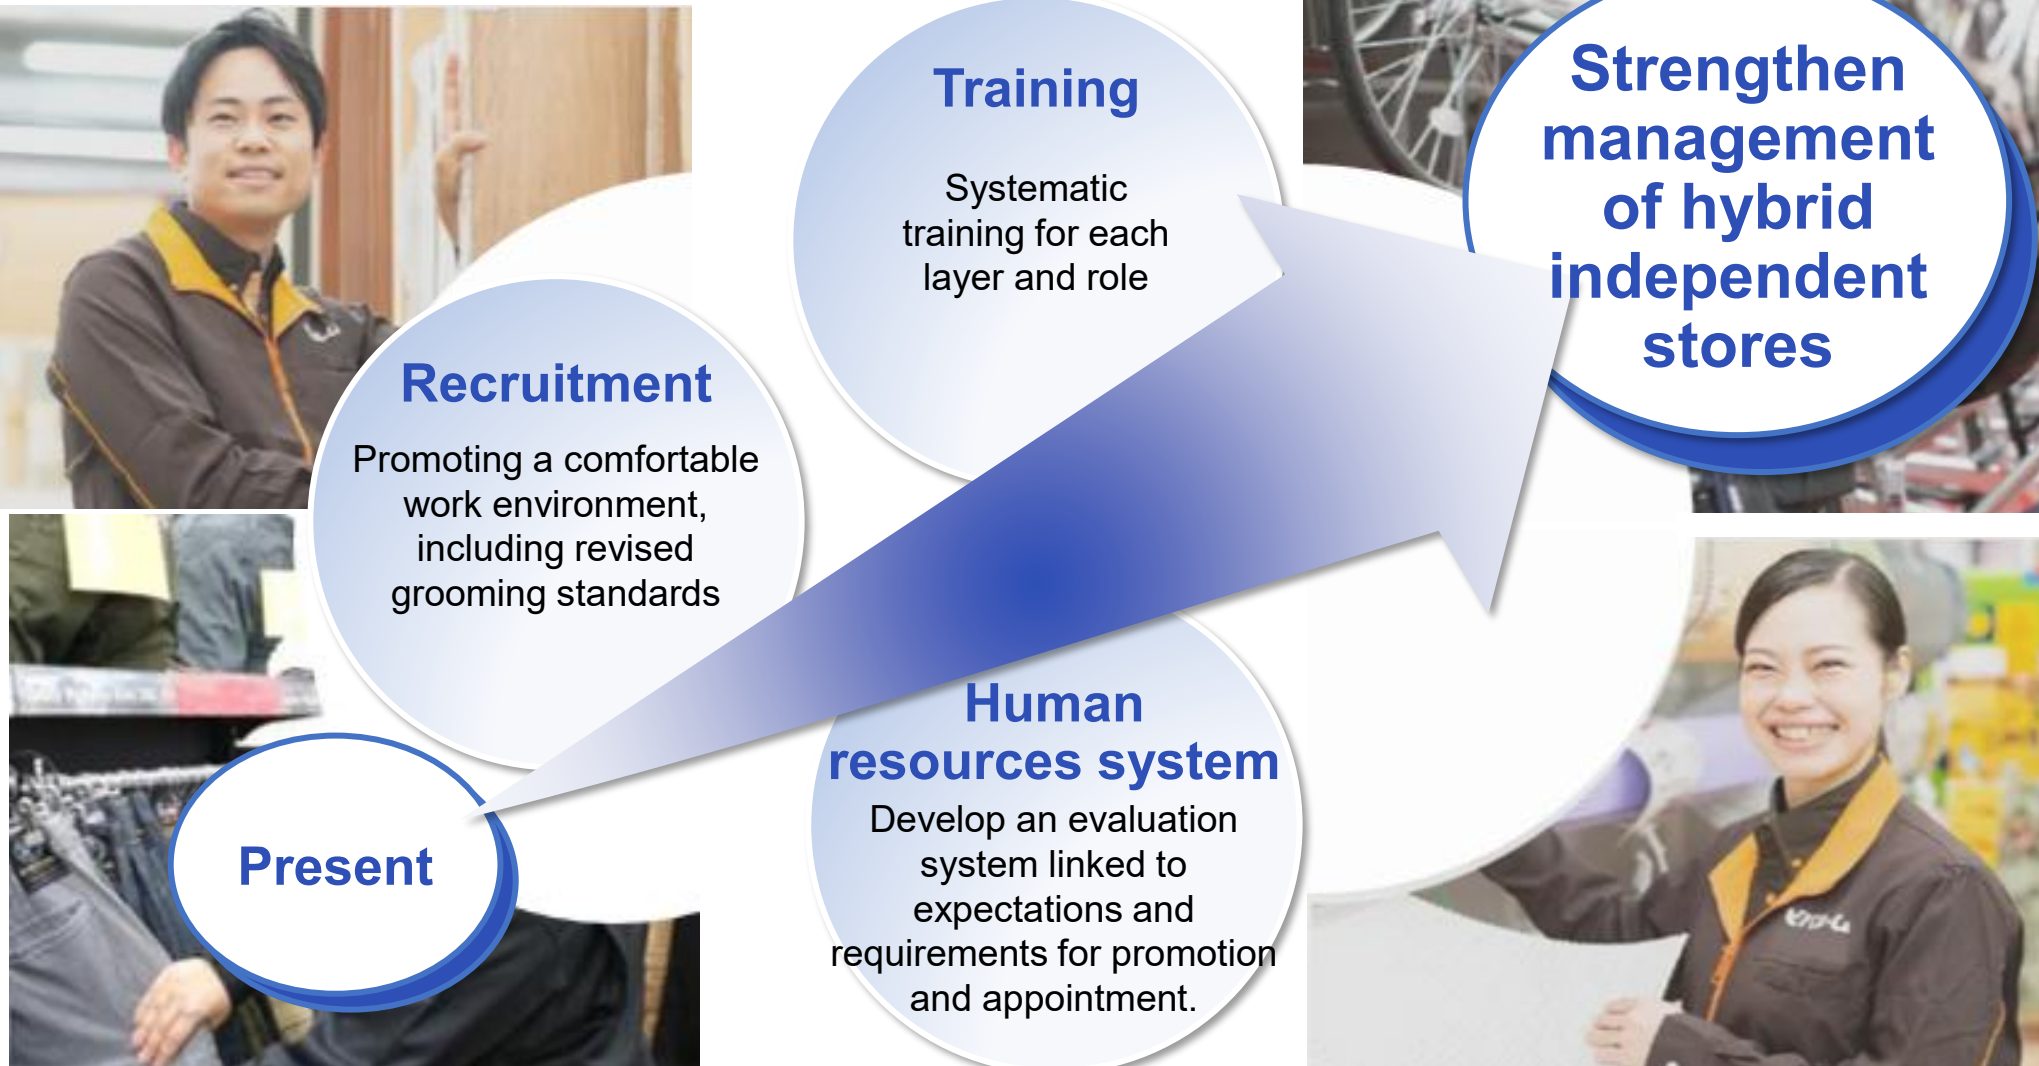 Training
Systematic
training for each
layer and role
Strengthen
management
of hybrid
independent
stores
Recruitment
Promoting a comfortable
work environment,
including revised
grooming standards
Human
resources system
Develop an evaluation
system linked to
expectations and
requirements for promotion
and appointment.
Present